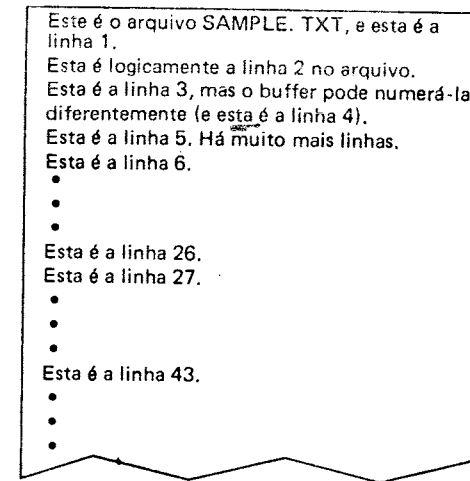 Este é o arquivo SAMPLE. TXT, e esta é a
linha 1.
Esta é logicamente a linha 2 no arquivo.
Esta é a linha 3, mas o buffer pode numerá-la
diferentemente (e esta é a linha 4).
Esta é a linha 5. Há muito mais linhas.
Esta é a linha 6.
•
•
•
Esta é a linha 26.
Esta é a linha 27.
•
•
•
Esta é a linha 43.
•
•
•